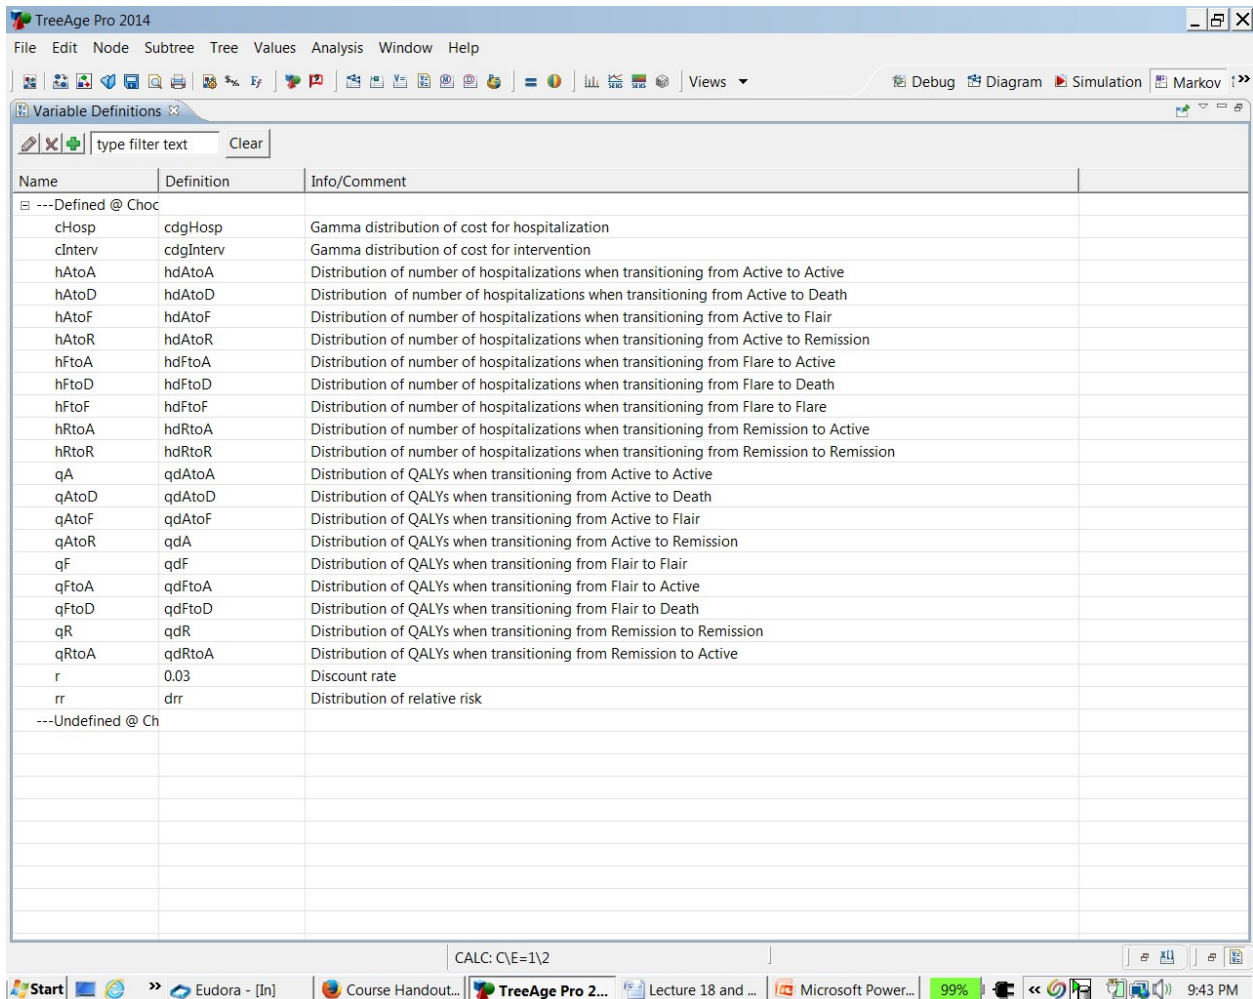 TreeAge Pro 2014
File Edit Node Subtree Tree Values Analysis Window Help
Views Debug Diagram Simulation Markov
Variable Definitions
type filter text Clear
Name Definition Info/Comment
---Defined @ Choc
cHosp cdgHosp Gamma distribution of cost for hospitalization
cInterv cdgInterv Gamma distribution of cost for intervention
hAtoA hdAtoA Distribution of number of hospitalizations when transitioning from Active to Active
hAtoD hdAtoD Distribution of number of hospitalizations when transitioning from Active to Death
hAtoF hdAtoF Distribution of number of hospitalizations when transitioning from Active to Flair
hAtoR hdAtoR Distribution of number of hospitalizations when transitioning from Active to Remission
hFtoA hdFtoA Distribution of number of hospitalizations when transitioning from Flare to Active
hFtoD hdFtoD Distribution of number of hospitalizations when transitioning from Flare to Death
hFtoF hdFtoF Distribution of number of hospitalizations when transitioning from Flare to Flare
hRtoA hdRtoA Distribution of number of hospitalizations when transitioning from Remission to Active
hRtoR hdRtoR Distribution of number of hospitalizations when transitioning from Remission to Remission
qA qdAtoA Distribution of QALYs when transitioning from Active to Active
qAtoD qdAtoD Distribution of QALYs when transitioning from Active to Death
qAtoF qdAtoF Distribution of QALYs when transitioning from Active to Flair
qAtoR qdA Distribution of QALYs when transitioning from Active to Remission
qF qdF Distribution of QALYs when transitioning from Flair to Flair
qFtoA qdFtoA Distribution of QALYs when transitioning from Flair to Active
qFtoD qdFtoD Distribution of QALYs when transitioning from Flair to Death
qR qdR Distribution of QALYs when transitioning from Remission to Remission
qRtoA qdRtoA Distribution of QALYs when transitioning from Remission to Active
r 0.03 Discount rate
rr drr Distribution of relative risk
---Undefined @ Ch
CALC: C\E=1\2
Start Eudora - [In] Course Handout... TreeAge Pro 2... Lecture 18 and ... Microsoft Power... 99% 9:43 PM